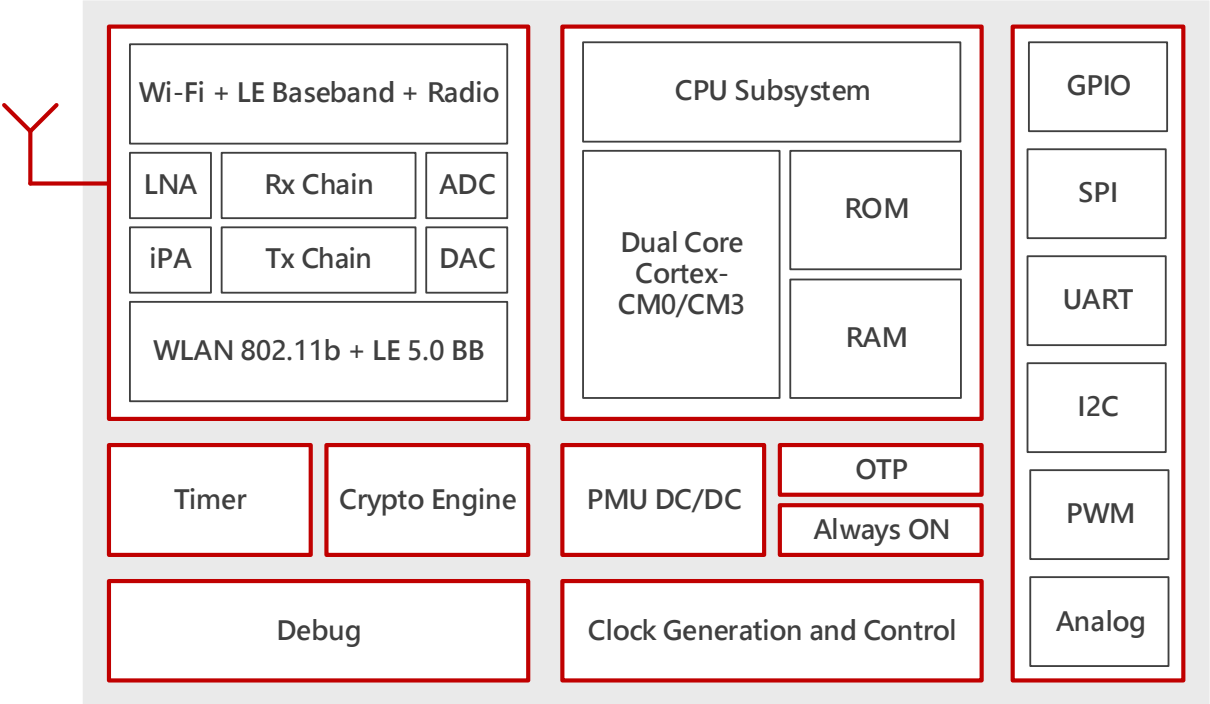 Wi-Fi + LE Baseband + Radio
LNA
Rx Chain
ADC
iPA
Tx Chain
DAC
WLAN 802.11b + LE 5.0 BB
CPU Subsystem
Dual Core
Cortex-
CM0/CM3
ROM
RAM
Timer
Crypto Engine
PMU DC/DC
OTP
Always ON
Debug
Clock Generation and Control
GPIO
SPI
UART
I2C
PWM
Analog